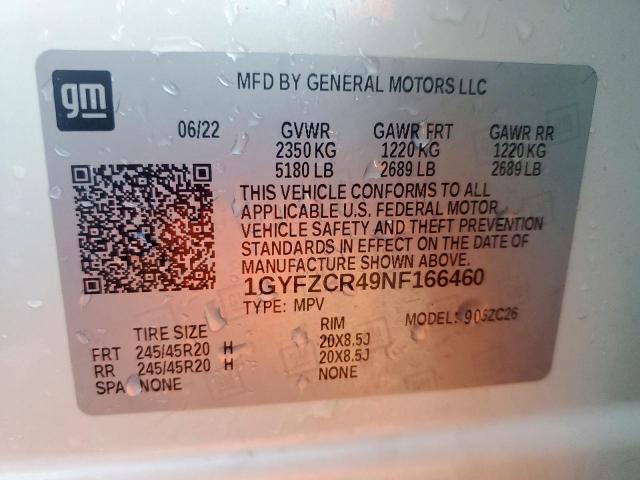 gm
MFD BY GENERAL MOTORS LLC
06/22 GVWR GAWR FRT GAWR RR
2350 KG 1220 KG 1220 KG
5180 LB 2689 LB 2689 LB
THIS VEHICLE CONFORMS TO ALL
APPLICABLE U.S. FEDERAL MOTOR
VEHICLE SAFETY AND THEFT PREVENTION
STANDARDS IN EFFECT ON THE DATE OF
MANUFACTURE SHOWN ABOVE.
1GYFZCR49NF166460
TYPE: MPV
TIRE SIZE RIM MODEL:
FRT 245/45R20 H 20X8.5J
RR 245/45R20 H 20X8.5J
SPA NONE NONE